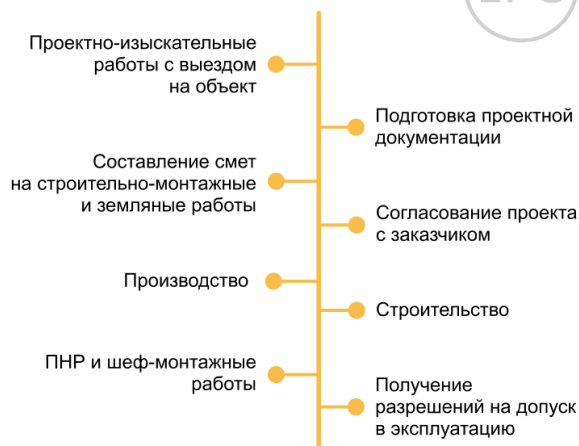 Проектно-изыскательные
работы с выездом
на объект
Подготовка проектной
документации
Составление смет
на строительно-монтажные
и земляные работы
Согласование проекта
с заказчиком
Производство
Строительство
ПНР и шеф-монтажные
работы
Получение
разрешений на допуск
в эксплуатацию